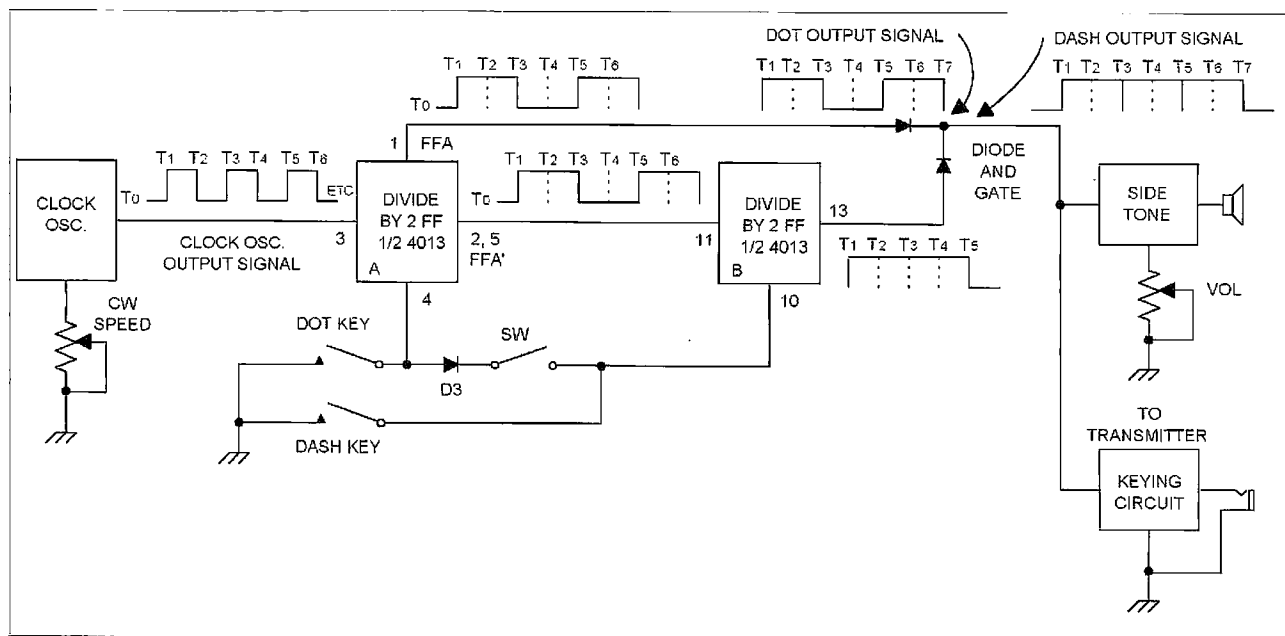 DOT OUTPUT SIGNAL
DASH OUTPUT SIGNAL
T1 T2 T3 T4 T5 T6
T0
T1 T2 T3 T4 T5 T6 T7
T1 T2 T3 T4 T5 T6 T7
1
FFA
DIODE
AND
GATE
T1 T2 T3 T4 T5 T6
T0
ETC
CLOCK
OSC.
3
CLOCK OSC.
OUTPUT SIGNAL
DIVIDE
BY 2 FF
1/2 4013
A
4
T1 T2 T3 T4 T5 T6
T0
2, 5
FFA'
11
DIVIDE
BY 2 FF
1/2 4013
B
13
10
T1 T2 T3 T4 T5
SIDE
TONE
VOL
CW
SPEED
DOT KEY
SW
D3
DASH KEY
TO
TRANSMITTER
KEYING
CIRCUIT